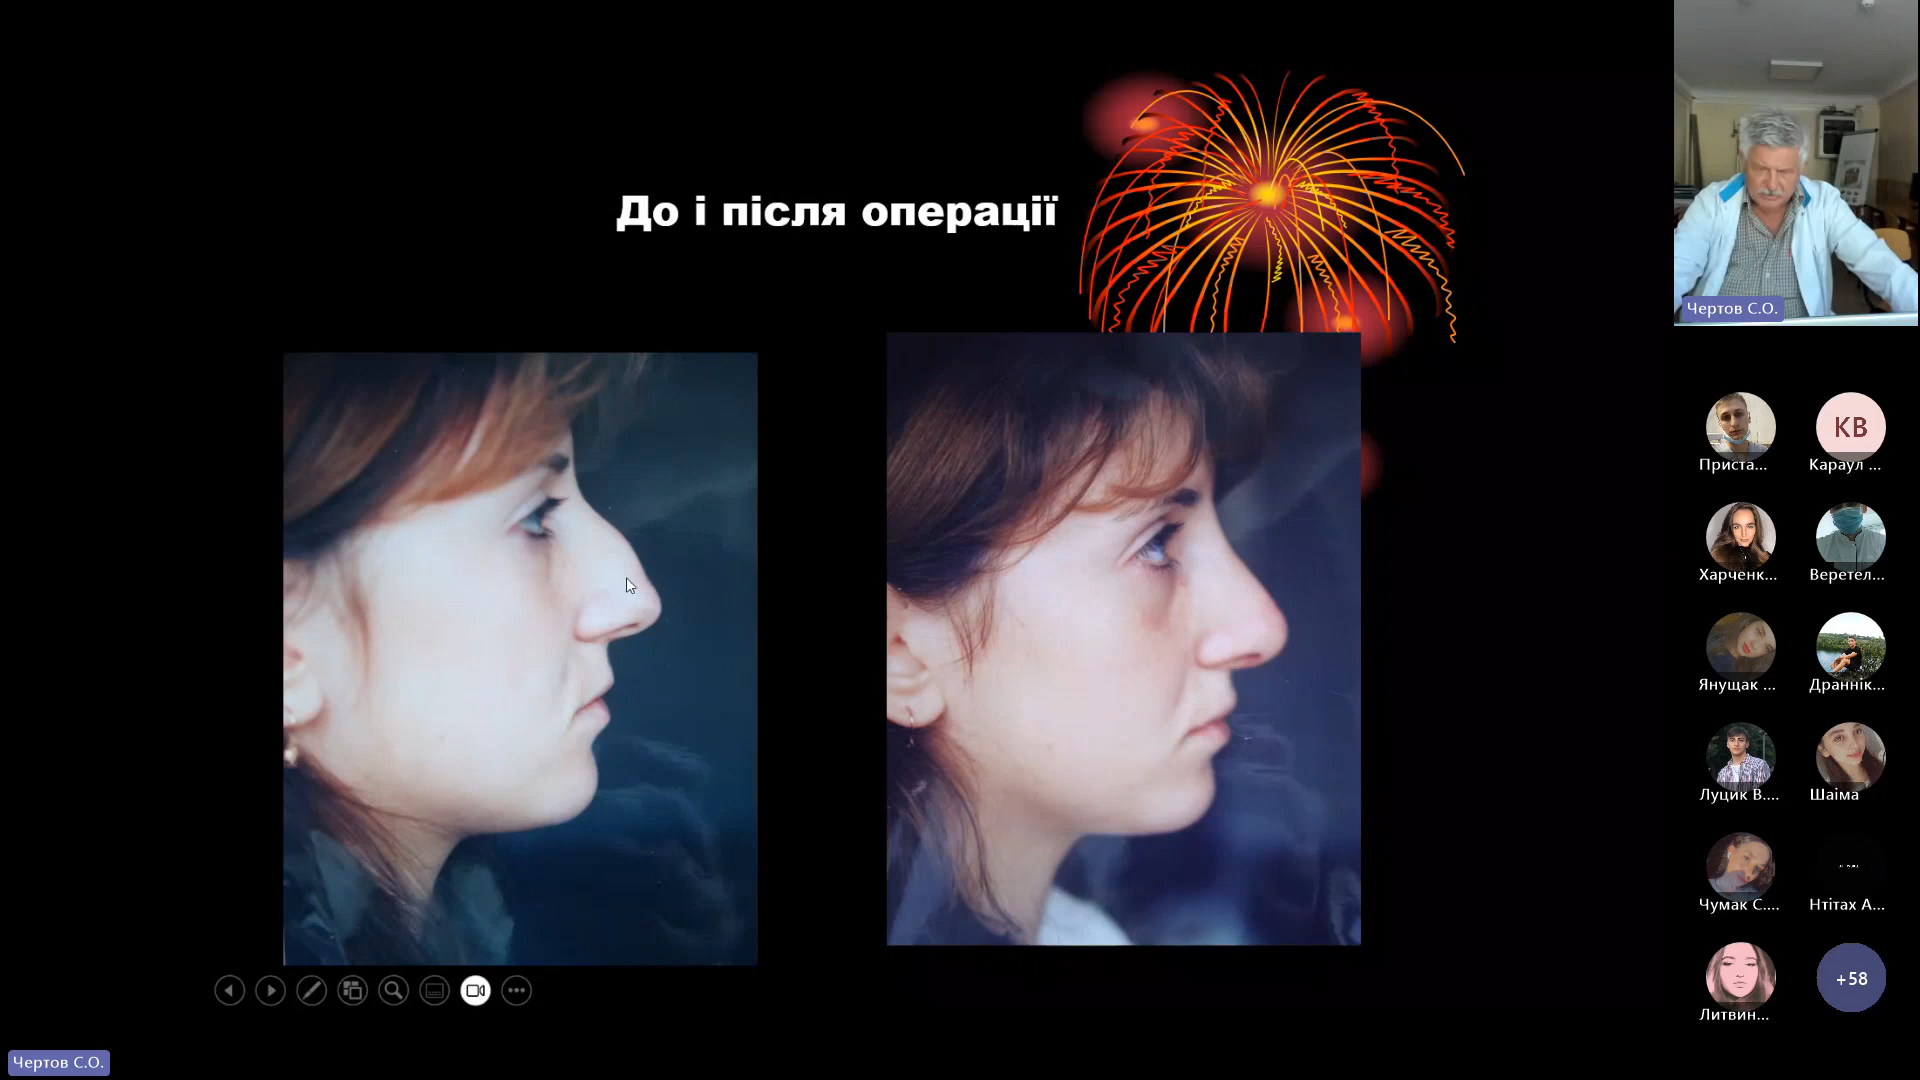 До і після операції
Чертов С.О.
Приста...
KB
Караул ...
Харченк...
Веретел...
Янущак ...
Драннік...
Луцик В....
Шаіма
Чумак С....
Нтітах А...
Литвин...
+58
Чертов С.О.